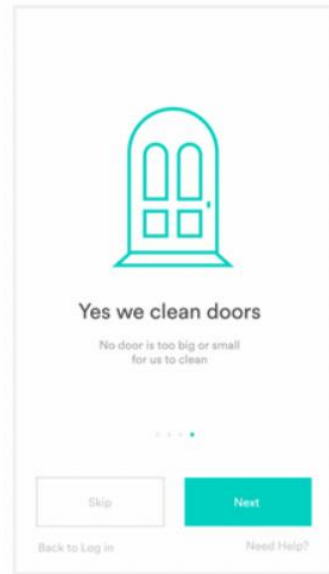 Yes we clean doors
No door is too big or small
for us to clean
Skip
Next
Back to Log in
Need Help?